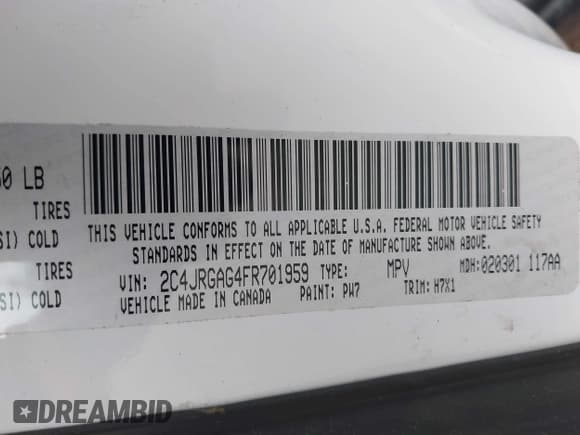 50 LB
TIRES
SI) COLD
TIRES
SI) COLD
THIS VEHICLE CONFORMS TO ALL APPLICABLE U.S.A. FEDERAL MOTOR VEHICLE SAFETY
STANDARDS IN EFFECT ON THE DATE OF MANUFACTURE SHOWN ABOVE.
VIN: 2C4JRGAG4FR701959 TYPE: MPV MDH:020301 117AA
VEHICLE MADE IN CANADA PAINT: PW7 TRIM: H7X1
DREAMBID